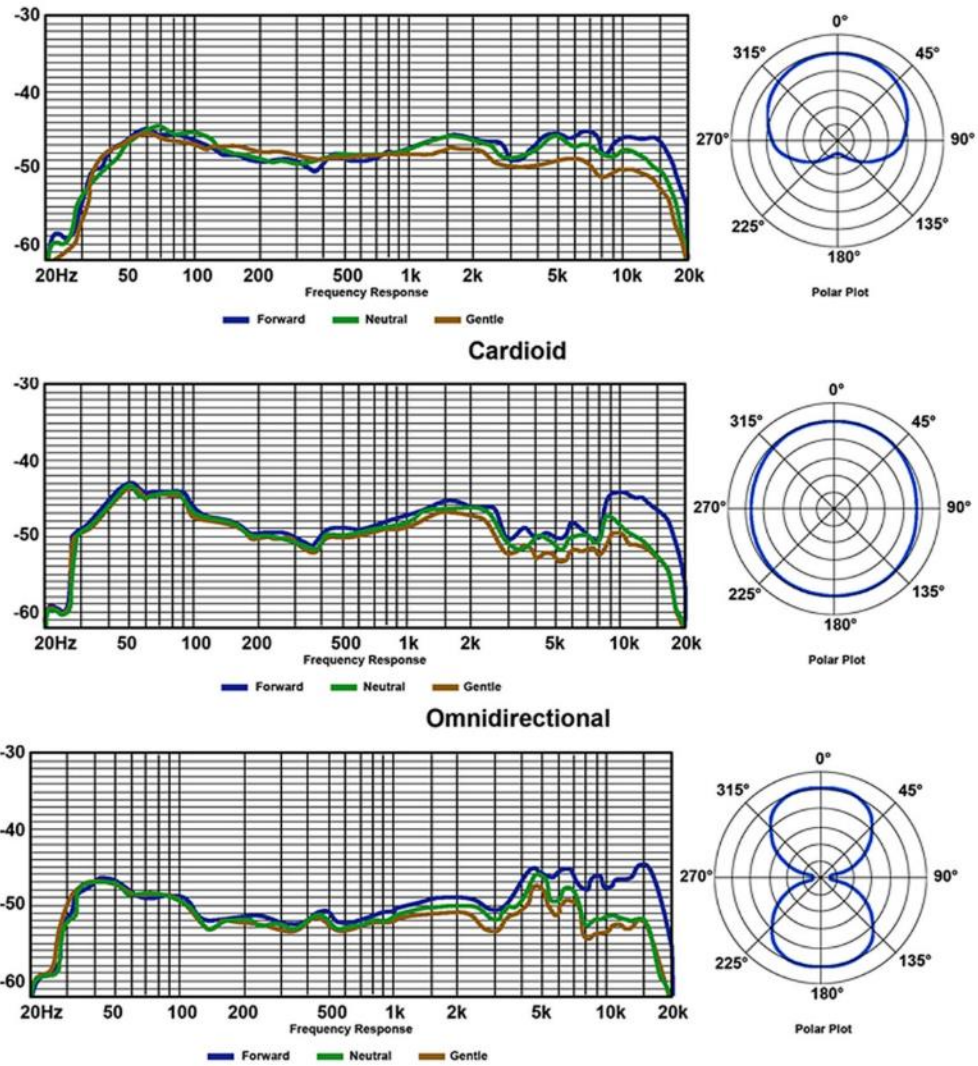 -30
-40
-50
-60
20Hz 50 100 200 500 1k 2k 5k 10k 20k
Frequency Response
Forward Neutral Gentle
0°
315° 45°
270° 90°
225° 135°
180°
Polar Plot
Cardioid
-30
-40
-50
-60
20Hz 50 100 200 500 1k 2k 5k 10k 20k
Frequency Response
Forward Neutral Gentle
0°
315° 45°
270° 90°
225° 135°
180°
Polar Plot
Omnidirectional
-30
-40
-50
-60
20Hz 50 100 200 500 1k 2k 5k 10k 20k
Frequency Response
Forward Neutral Gentle
0°
315° 45°
270° 90°
225° 135°
180°
Polar Plot